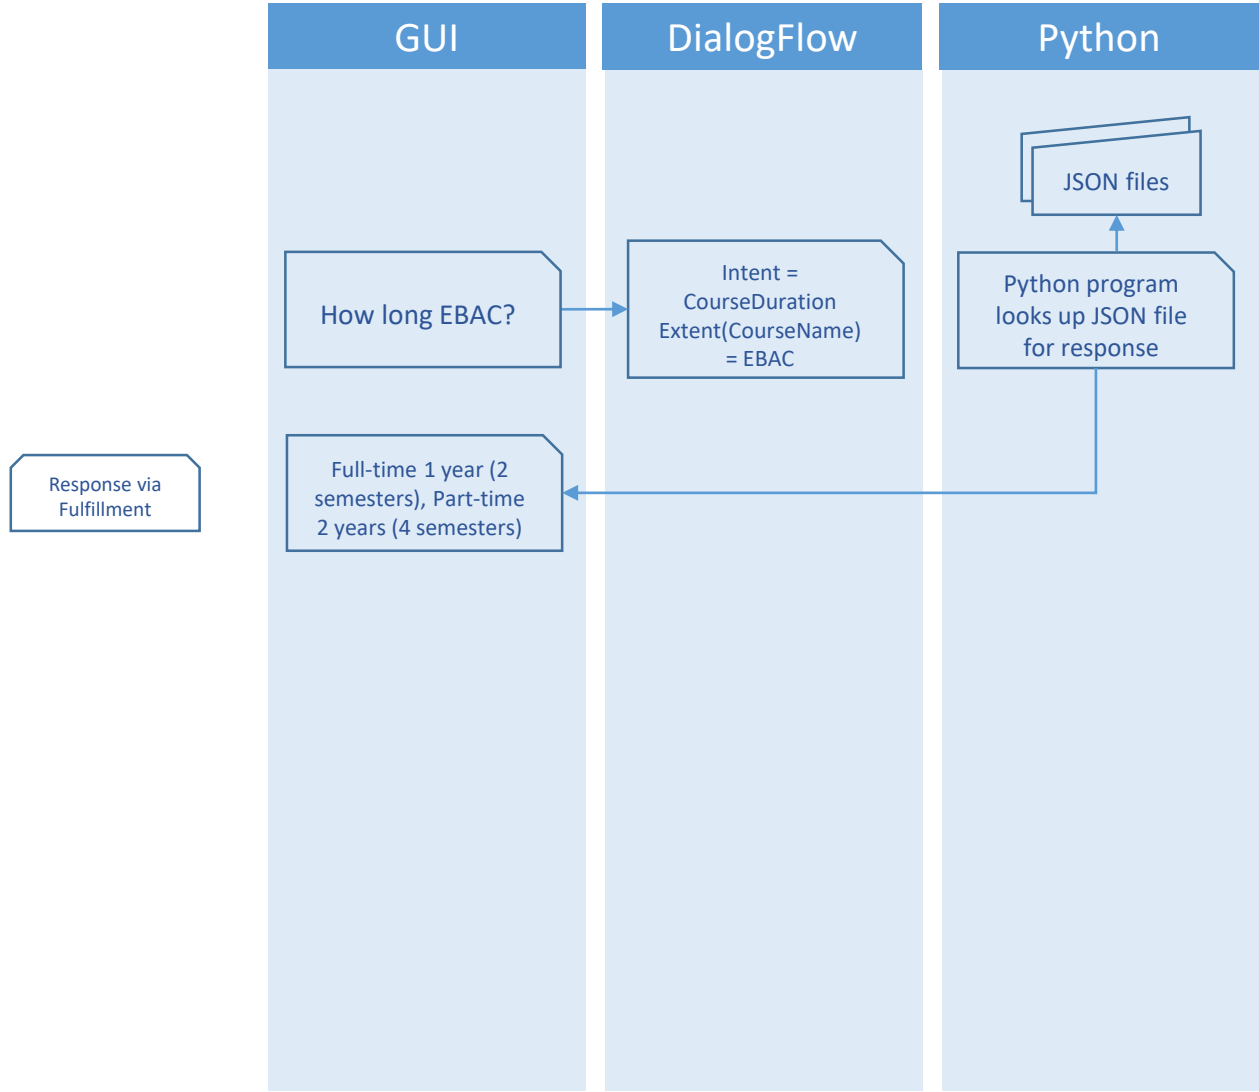 GUI
DialogFlow
Python
JSON files
How long EBAC?
Intent =
CourseDuration
Extent(CourseName)
= EBAC
Python program
looks up JSON file
for response
Response via
Fulfillment
Full-time 1 year (2
semesters), Part-time
2 years (4 semesters)